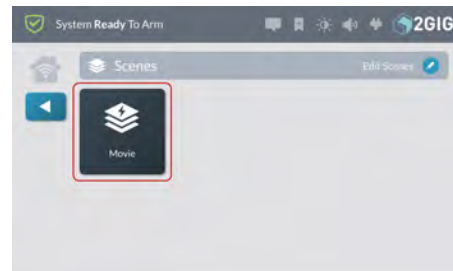 System Ready To Arm
2GIG
Scenes
Edit Scenes
Movie